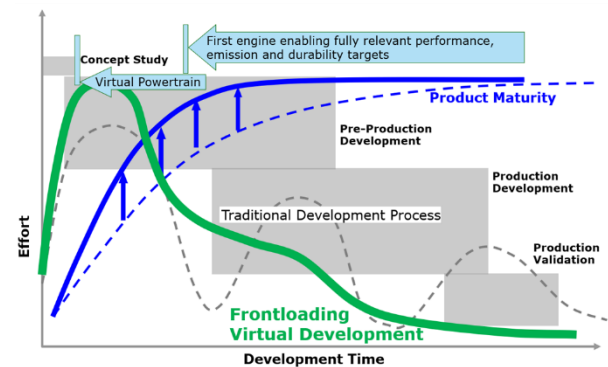 First engine enabling fully relevant performance,
emission and durability targets
Concept Study
Virtual Powertrain
Product Maturity
Pre-Production
Development
Production
Development
Traditional Development Process
Production
Validation
Effort
Frontloading
Virtual Development
Development Time